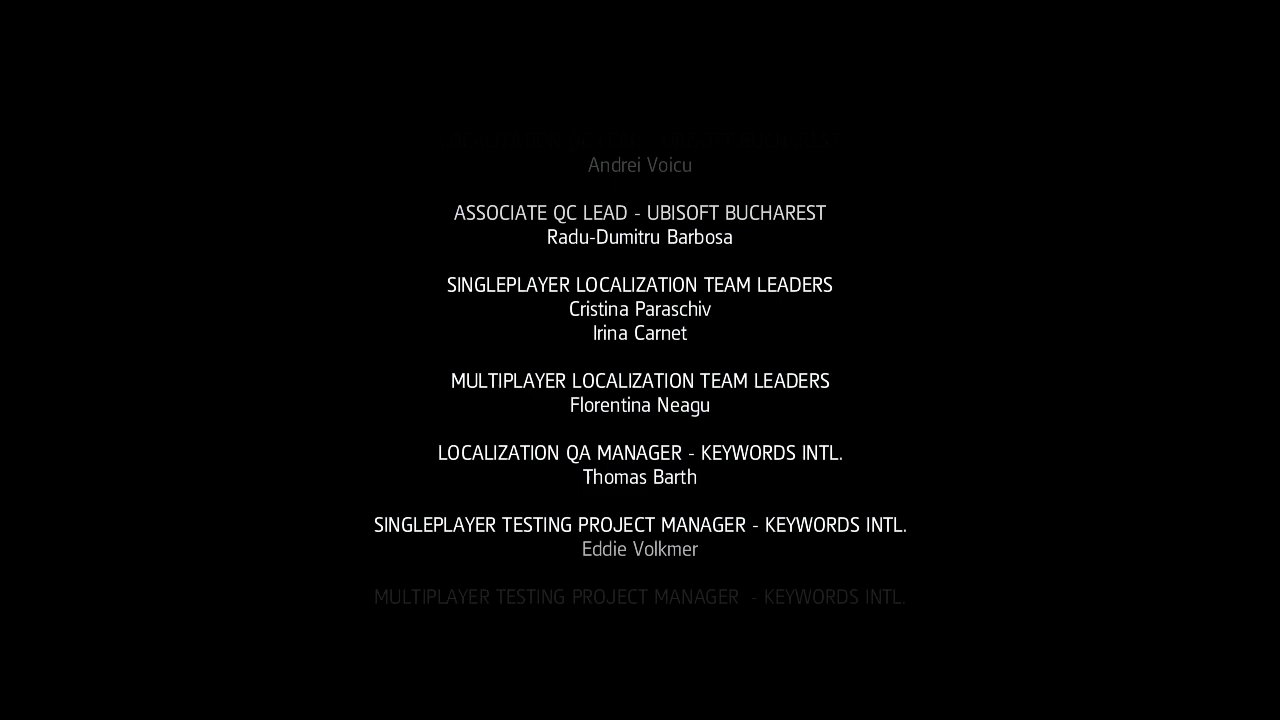 Andrei Voicu
ASSOCIATE QC LEAD - UBISOFT BUCHAREST
Radu-Dumitru Barbosa
SINGLEPLAYER LOCALIZATION TEAM LEADERS
Cristina Paraschiv
Irina Carnet
MULTIPLAYER LOCALIZATION TEAM LEADERS
Florentina Neagu
LOCALIZATION QA MANAGER - KEYWORDS INTL.
Thomas Barth
SINGLEPLAYER TESTING PROJECT MANAGER - KEYWORDS INTL.
Eddie Volkmer
MULTIPLAYER TESTING PROJECT MANAGER - KEYWORDS INTL.